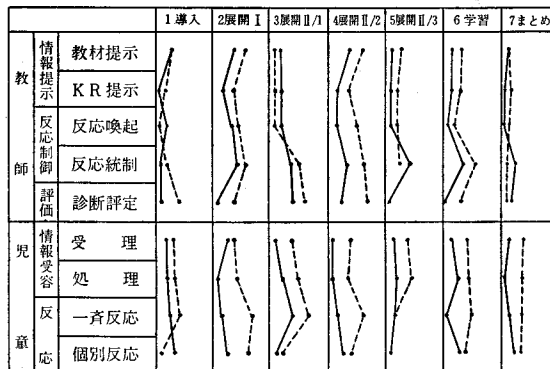 1 導入 2展開Ⅰ 3展開Ⅱ/1 4展開Ⅱ/2 5展開Ⅱ/3 6 学習 7まとめ
教師
情報提示
教材提示
KR提示
反応制御
反応喚起
反応統制
評価
診断評定
児童
情報受容
受理
処理
反応
一斉反応
個別反応